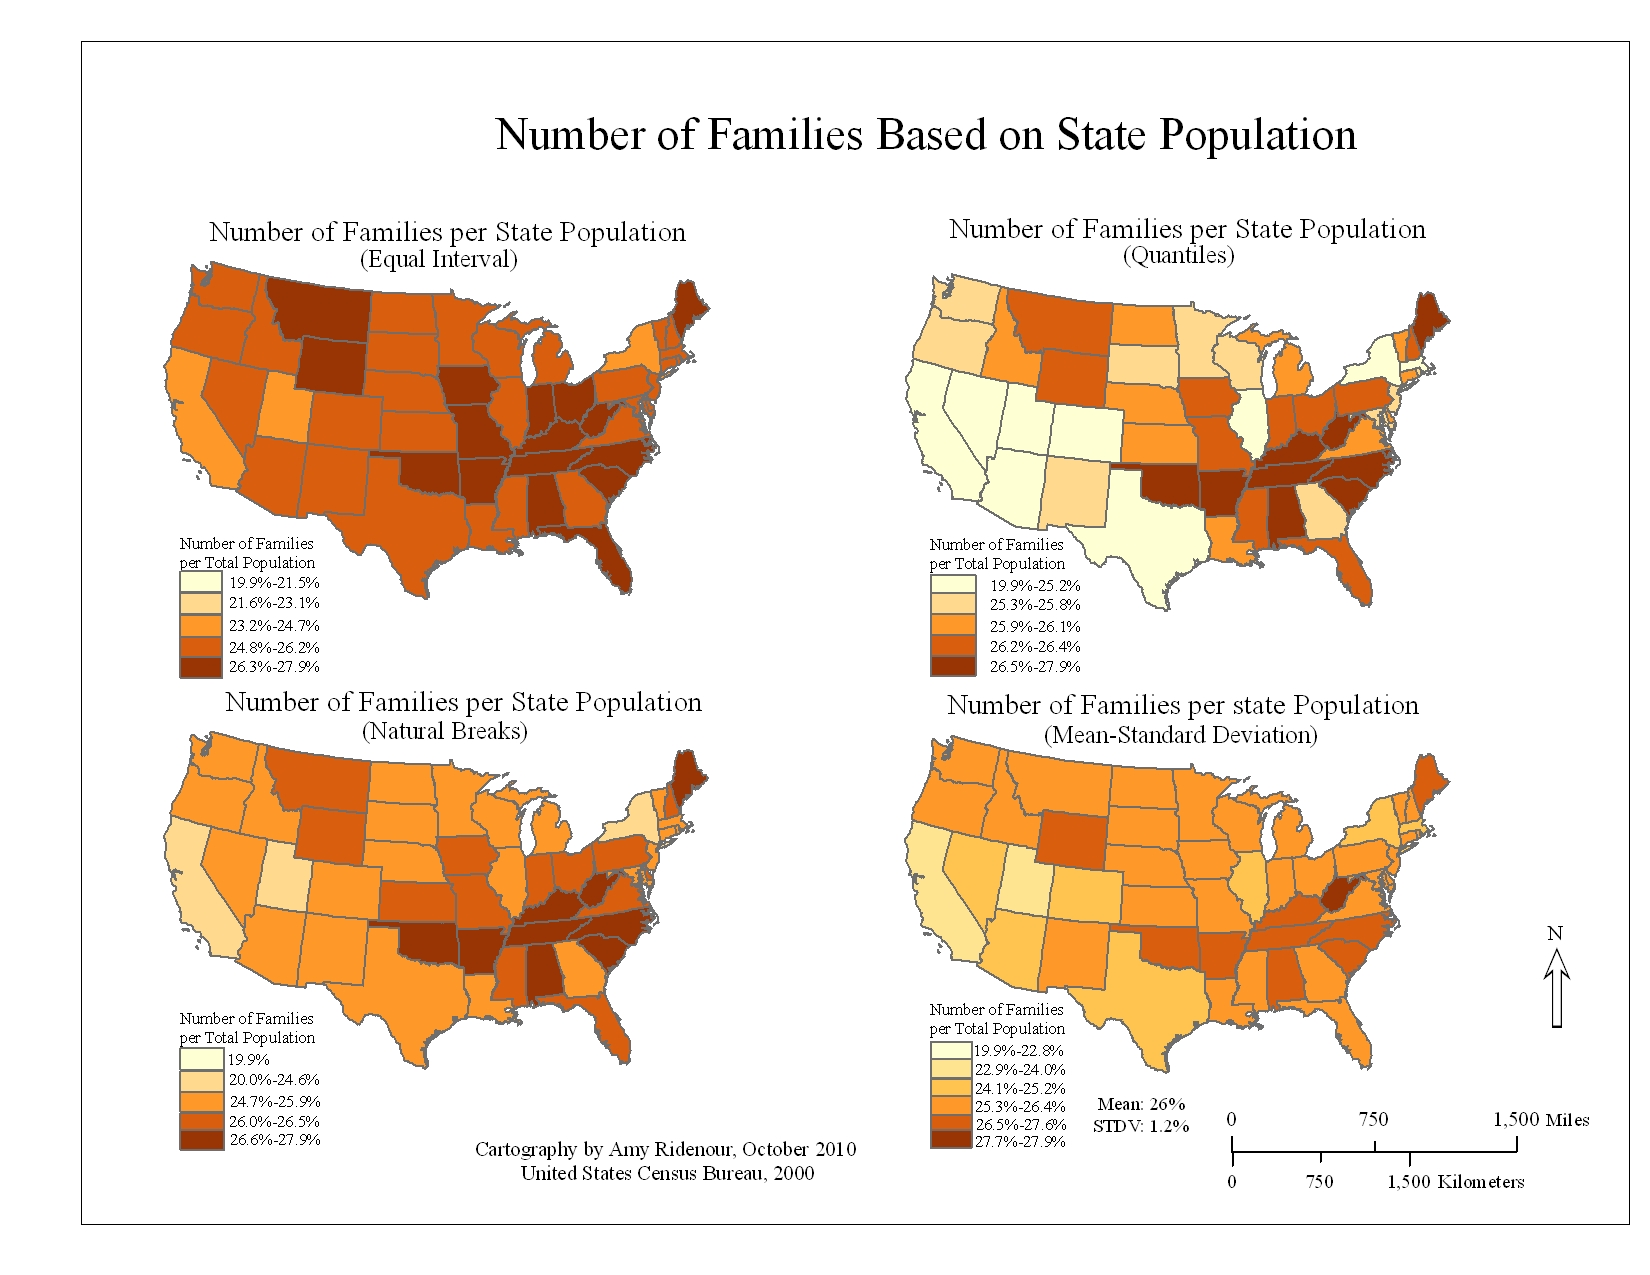 Number of Families Based on State Population
Number of Families per State Population
(Equal Interval)
Number of Families
per Total Population
19.9%-21.5%
21.6%-23.1%
23.2%-24.7%
24.8%-26.2%
26.3%-27.9%
Number of Families per State Population
(Quantiles)
Number of Families
per Total Population
19.9%-25.2%
25.3%-25.8%
25.9%-26.1%
26.2%-26.4%
26.5%-27.9%
Number of Families per State Population
(Natural Breaks)
Number of Families
per Total Population
19.9%
20.0%-24.6%
24.7%-25.9%
26.0%-26.5%
26.6%-27.9%
Number of Families per state Population
(Mean-Standard Deviation)
Number of Families
per Total Population
19.9%-22.8%
22.9%-24.0%
24.1%-25.2%
25.3%-26.4%
26.5%-27.6%
27.7%-27.9%
Mean: 26%
STDV: 1.2%
N
0 750 1,500 Miles
0 750 1,500 Kilometers
Cartography by Amy Ridenour, October 2010
United States Census Bureau, 2000